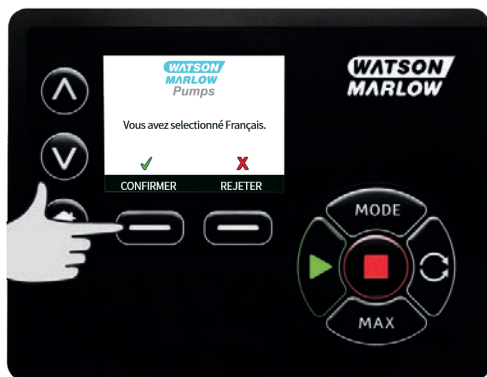 WATSON
MARLOW
Pumps
Vous avez selectionné Français.
CONFIRMER REJETER
WATSON
MARLOW
MODE
MAX